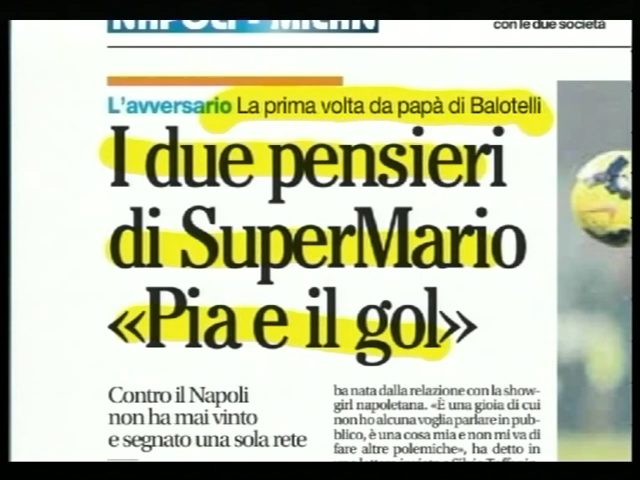 NAPOLI - MILAN
con le due società
L'avversario La prima volta da papà di Balotelli
I due pensieri
di SuperMario
«Pia e il gol»
Contro il Napoli
non ha mai vinto
e segnato una sola rete
ba nata dalla relazione con la show-
girl napoletana. «È una gioia di cui
non ho alcuna voglia parlare in pub-
blico, è una cosa mia e non mi va di
fare altre polemiche», ha detto in